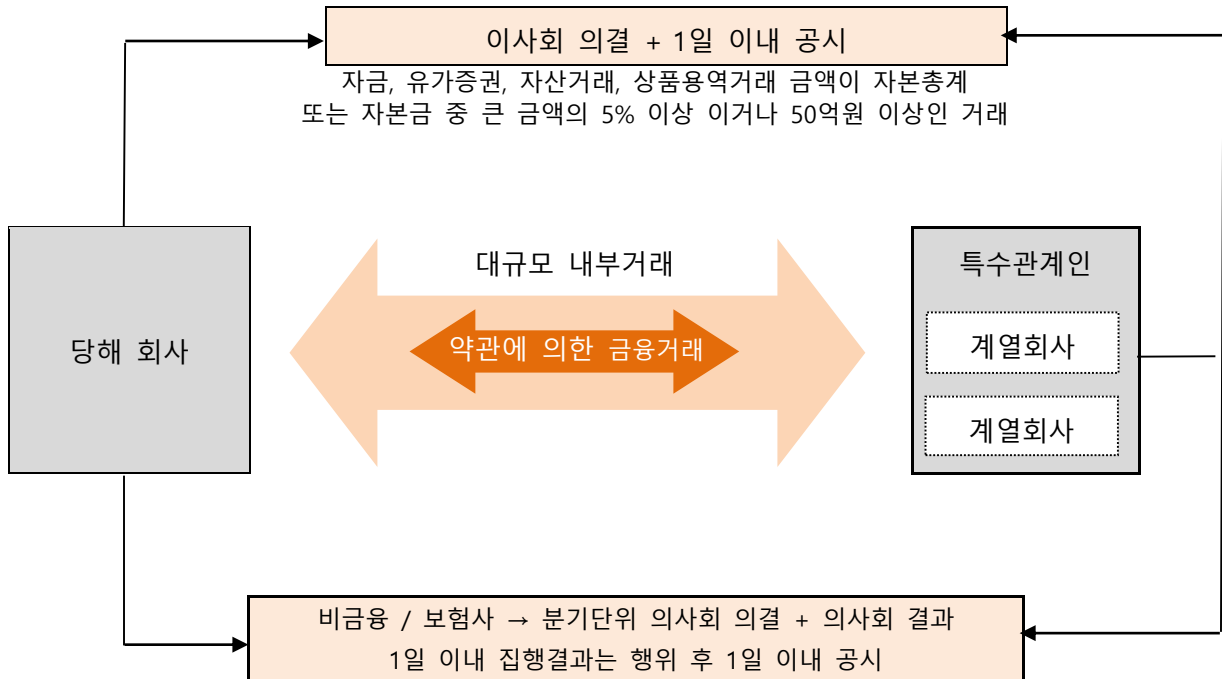 이사회 의결 + 1일 이내 공시
자금, 유가증권, 자산거래, 상품용역거래 금액이 자본총계
또는 자본금 중 큰 금액의 5% 이상 이거나 50억원 이상인 거래
당해 회사
대규모 내부거래
약관에 의한 금융거래
특수관계인
계열회사
계열회사
비금융 / 보험사 → 분기단위 의사회 의결 + 의사회 결과
1일 이내 집행결과는 행위 후 1일 이내 공시